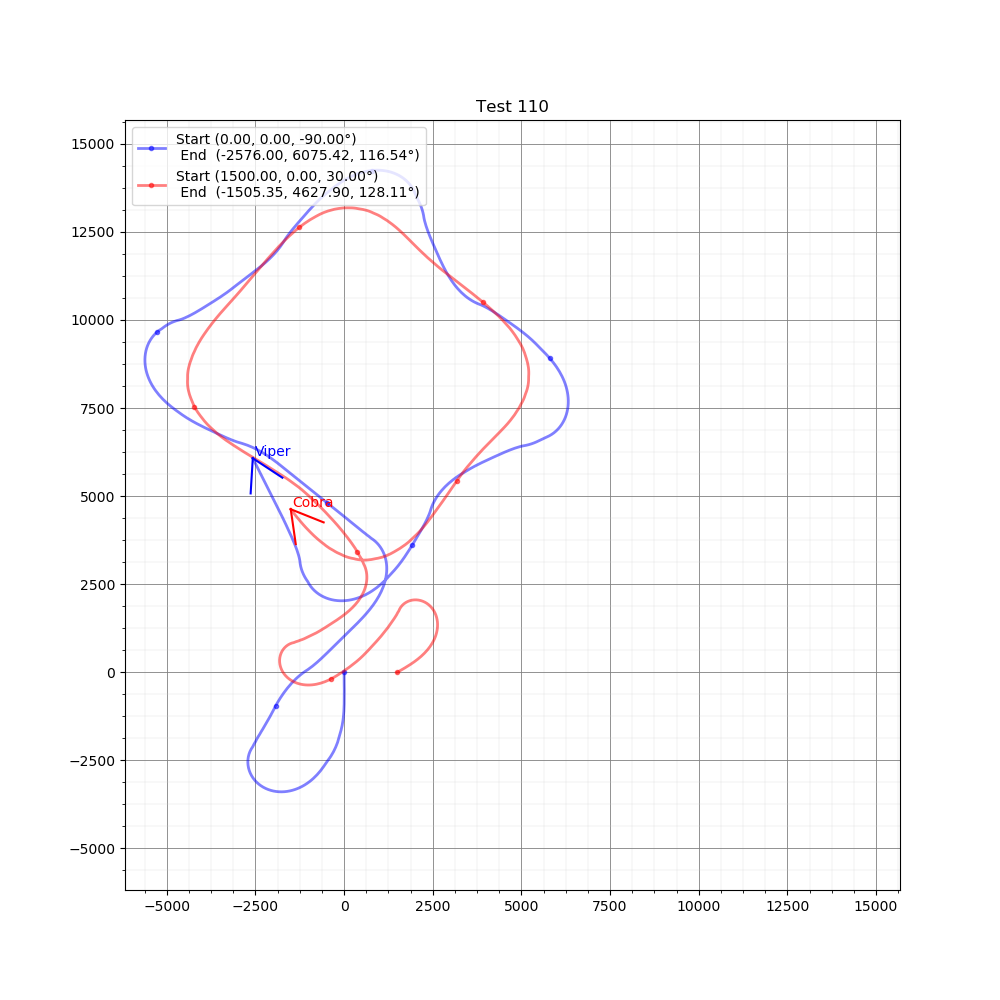 Test 110
Start (0.00, 0.00, -90.00°)
End  (-2576.00, 6075.42, 116.54°)
Start (1500.00, 0.00, 30.00°)
End  (-1505.35, 4627.90, 128.11°)
15000
12500
10000
7500
5000
2500
0
−2500
−5000
Viper
Cobra
−5000 −2500 0 2500 5000 7500 10000 12500 15000